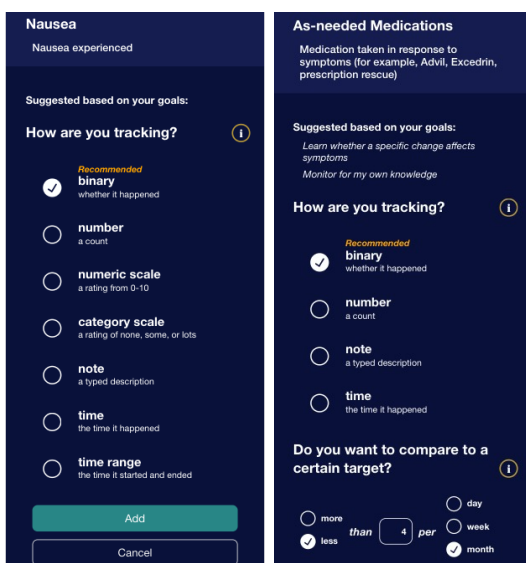 Nausea
Nausea experienced
Suggested based on your goals:
How are you tracking?
i
Recommended
binary
whether it happened
number
a count
numeric scale
a rating from 0-10
category scale
a rating of none, some, or lots
note
a typed description
time
the time it happened
time range
the time it started and ended
Add
Cancel
As-needed Medications
Medication taken in response to
symptoms (for example, Advil, Excedrin,
prescription rescue)
Suggested based on your goals:
Learn whether a specific change affects
symptoms
Monitor for my own knowledge
How are you tracking?
i
Recommended
binary
whether it happened
number
a count
note
a typed description
time
the time it happened
Do you want to compare to a
certain target?
i
more
less
than
4
per
day
week
month